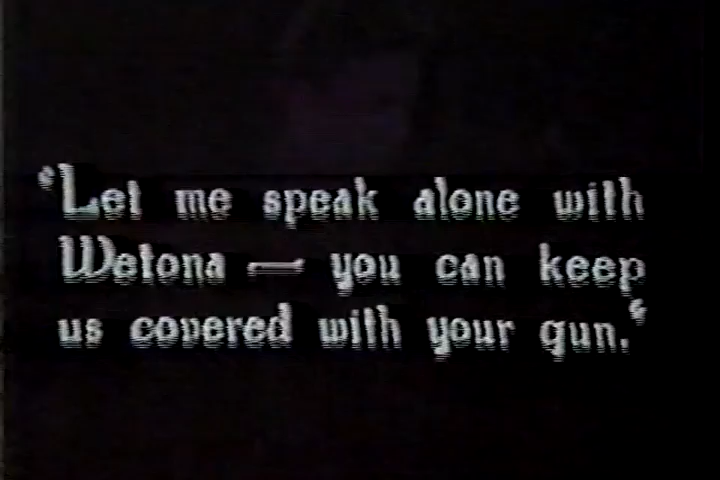 "Let me speak alone with
Wetona — you can keep
us covered with your gun."